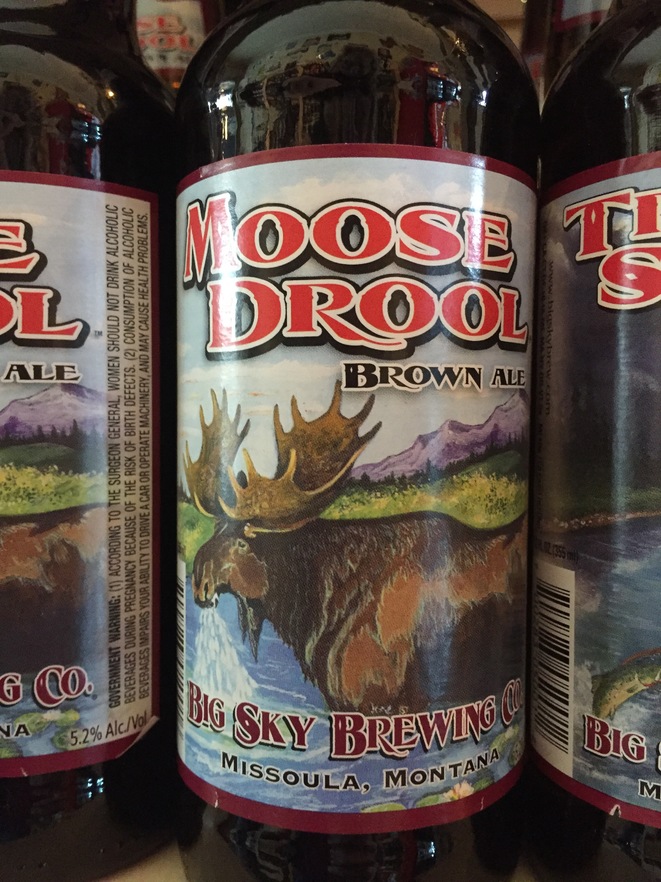 E
OL
™
ALE
GOVERNMENT WARNING: (1) ACCORDING TO THE SURGEON GENERAL, WOMEN SHOULD NOT DRINK ALCOHOLIC
BEVERAGES DURING PREGNANCY BECAUSE OF THE RISK OF BIRTH DEFECTS. (2) CONSUMPTION OF ALCOHOLIC
BEVERAGES IMPAIRS YOUR ABILITY TO DRIVE A CAR OR OPERATE MACHINERY, AND MAY CAUSE HEALTH PROBLEMS.
G CO.
NA
5.2% Alc/Vol
MOOSE
DROOL
BROWN ALE
BIG SKY BREWING CO.
MISSOULA, MONTANA
T
S
BIG
M